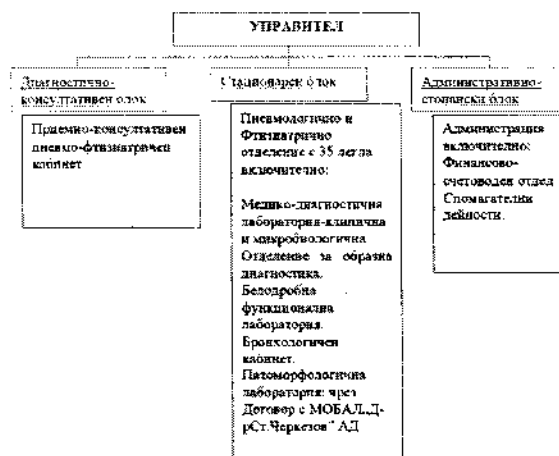 УПРАВИТЕЛ
Диагностично-
консултативен блок
Приемно-консултативен
пневмо-фтизиатричен
кабинет
Стационарен блок
Пневмологично и
Фтизиатрично
отделение с 35 легла
включително:
Медико-диагностична
лаборатория-клинична
и микробиологична
Отделение за образна
диагностика.
Белодробна
функционална
лаборатория.
Бронхологичен
кабинет.
Патоморфологична
лаборатория: чрез
Договор с МОБАЛ„Д-
рСт.Черкезов" АД
Административно-
стопански блок
Администрация
включително:
Финансово-
счетоводен отдел
Спомагателни
дейности.